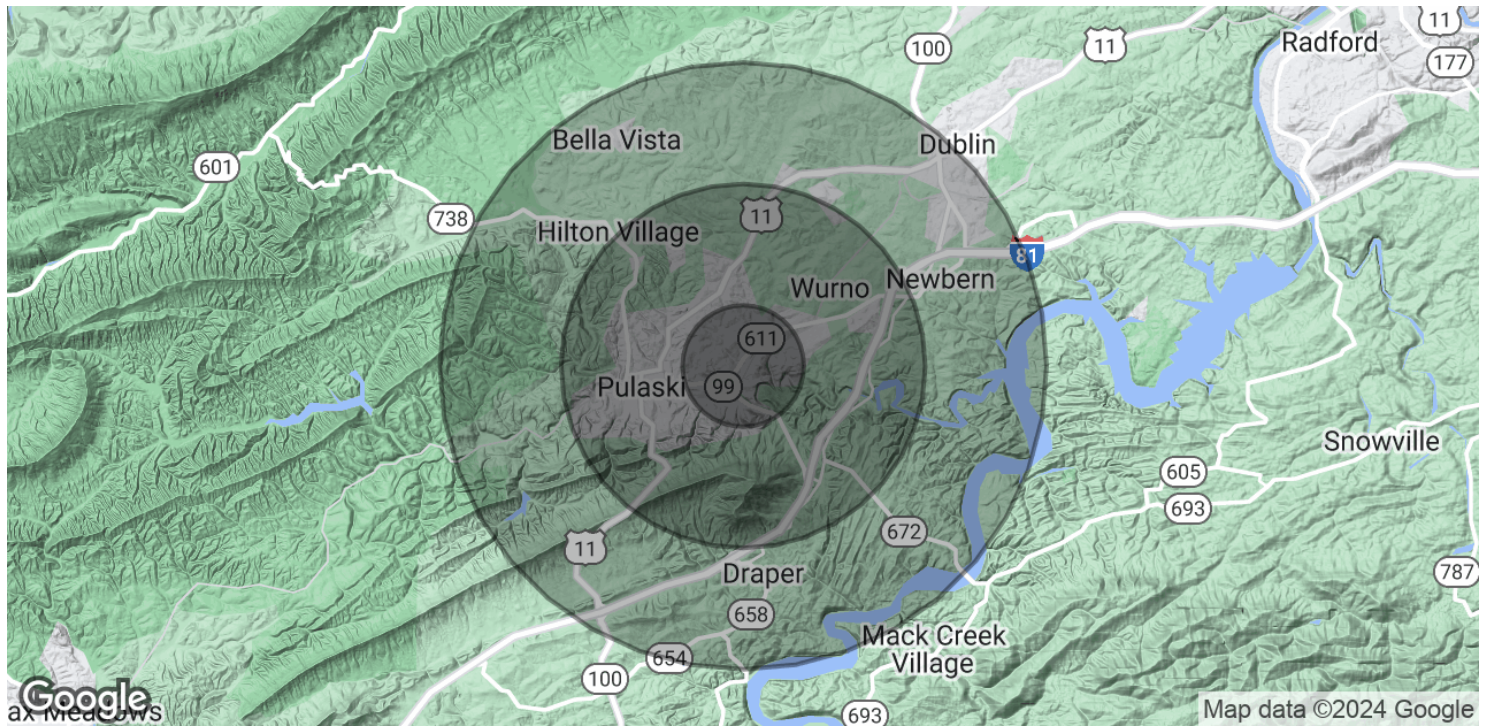 11
Radford
100
11
177
Bella Vista
Dublin
601
738
11
Hilton Village
81
Newbern
Wurno
611
Pulaski
99
Snowville
605
693
672
11
Draper
787
658
Mack Creek
Village
654
100
Google
ax Meadows
693
Map data ©2024 Google